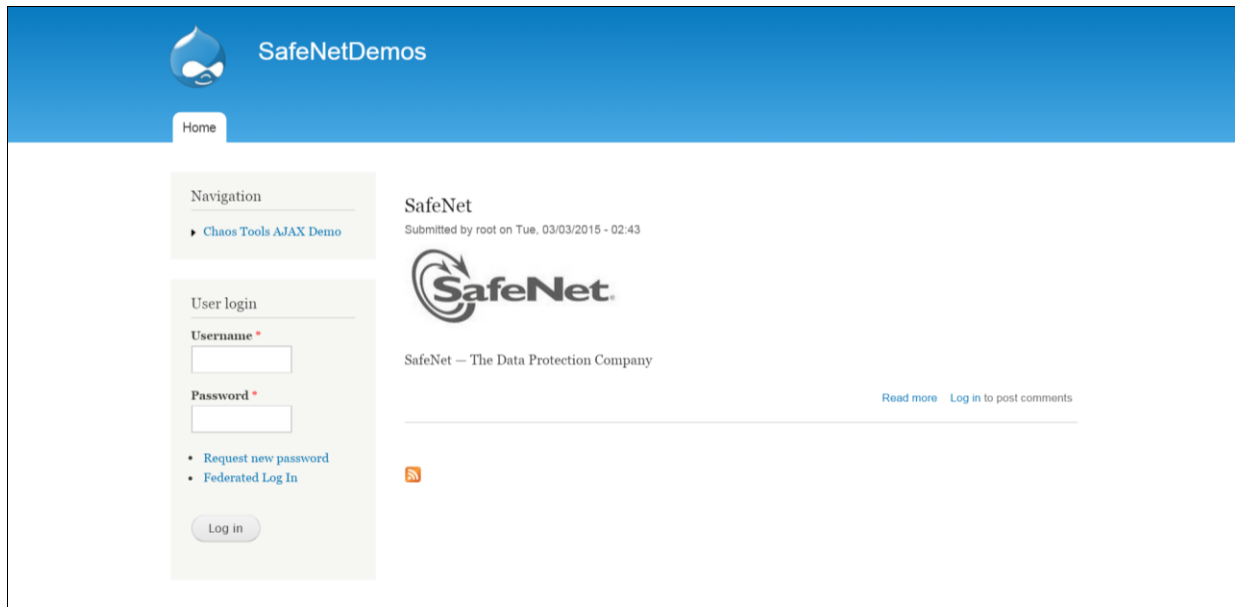 SafeNetDemos
Home
Navigation
Chaos Tools AJAX Demo
User login
Username *
Password *
Request new password
Federated Log In
Log in
SafeNet
Submitted by root on Tue, 03/03/2015 - 02:43
SafeNet®
SafeNet — The Data Protection Company
Read more Log in to post comments